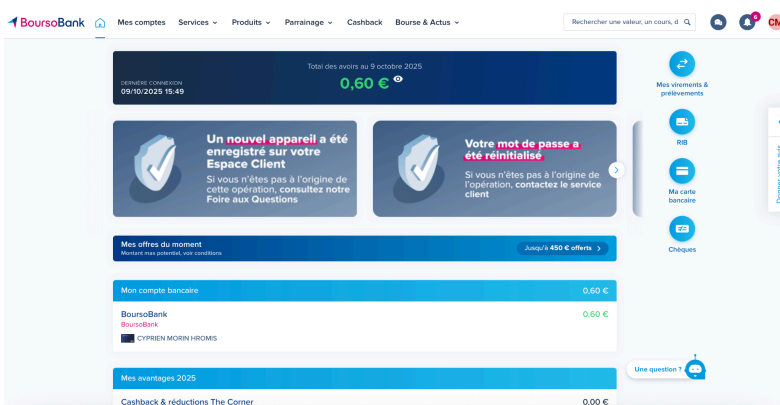 BoursoBank
Mes comptes
Services
Produits
Parrainage
Cashback
Bourse & Actus
Rechercher une valeur, un cours, d
6
CM
Total des avoirs au 9 octobre 2025
DERNIÈRE CONNEXION
09/10/2025 15:49
0,60 €
Mes virements &
prélèvements
RIB
Ma carte
bancaire
Chèques
Donner votre avis
Un nouvel appareil a été
enregistré sur votre
Espace Client
Si vous n'êtes pas à l'origine de
cette opération, consultez notre
Foire aux Questions
Votre mot de passe a
été réinitialisé
Si vous n'êtes pas à l'origine de
l'opération, contactez le service
client
Mes offres du moment
Montant max potentiel, voir conditions
Jusqu'à 450 € offerts
Mon compte bancaire
0,60 €
BoursoBank
0,60 €
BoursoBank
CYPRIEN MORIN HROMIS
Une question ?
Mes avantages 2025
Cashback & réductions The Corner
0,00 €